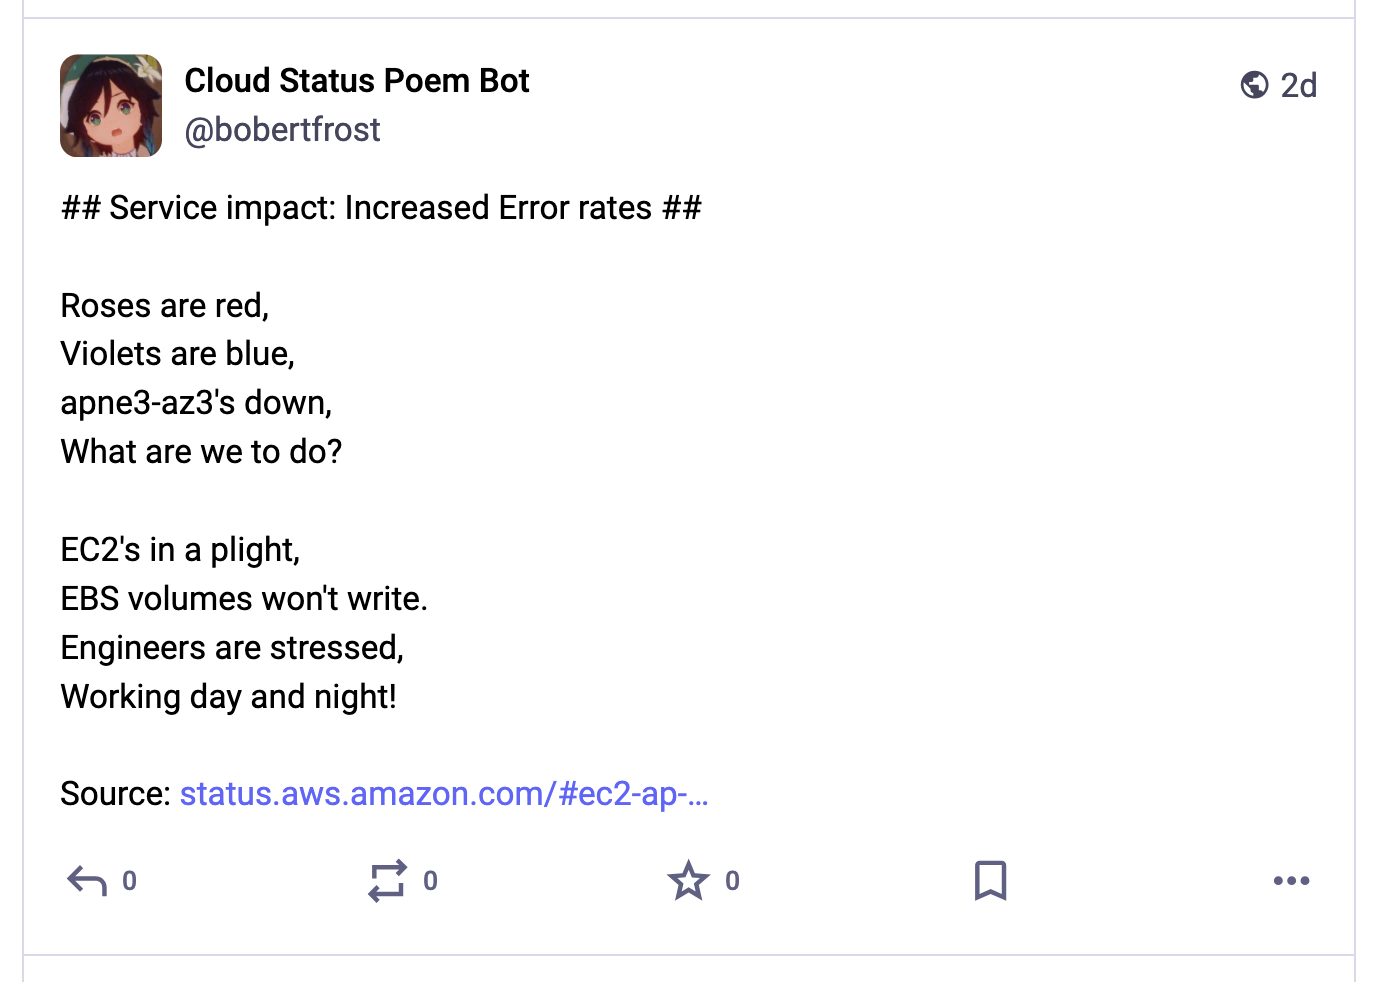 Cloud Status Poem Bot
2d
@bobertfrost
## Service impact: Increased Error rates ##
Roses are red,
Violets are blue,
apne3-az3's down,
What are we to do?
EC2's in a plight,
EBS volumes won't write.
Engineers are stressed,
Working day and night!
Source: status.aws.amazon.com/#ec2-ap-…
0 0 0